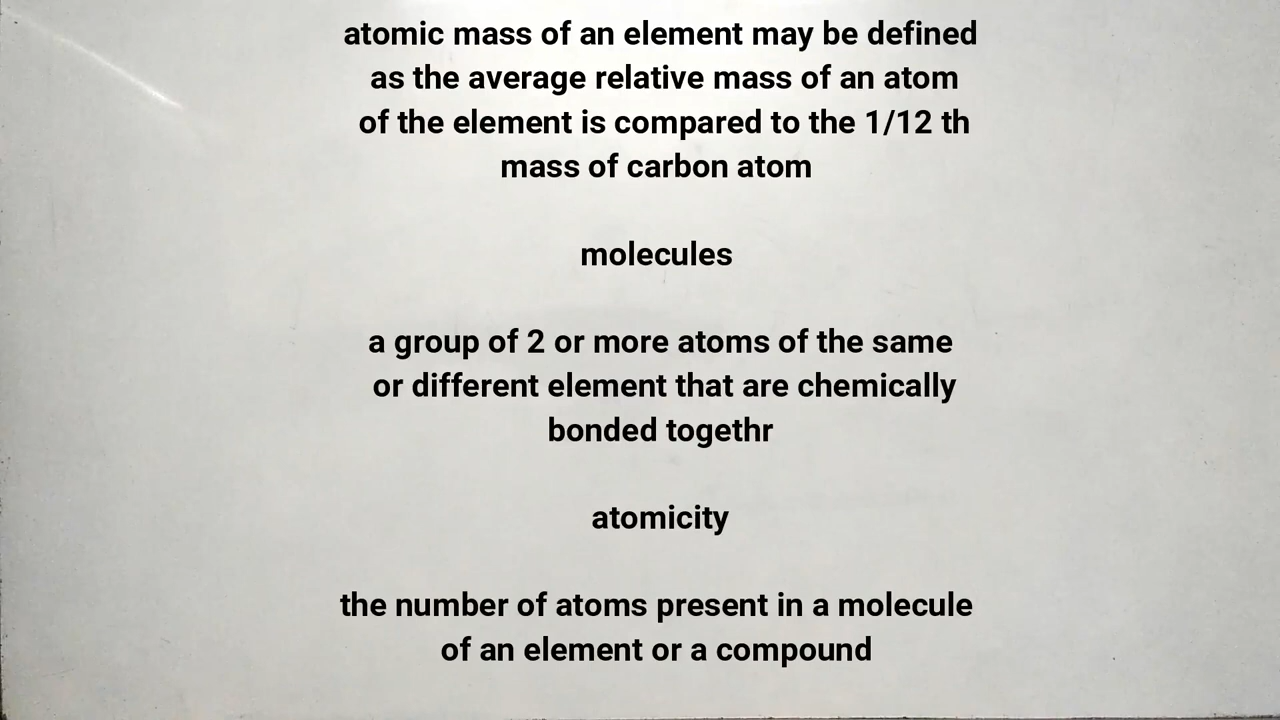 atomic mass of an element may be defined
as the average relative mass of an atom
of the element is compared to the 1/12 th
mass of carbon atom
molecules
a group of 2 or more atoms of the same
or different element that are chemically
bonded togethr
atomicity
the number of atoms present in a molecule
of an element or a compound